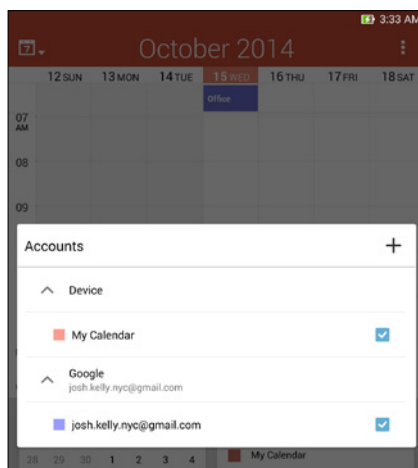 3:33 AM
7
October 2014
12 SUN 13 MON 14 TUE 15 WED 16 THU 17 FRI 18 SAT
Office
07
AM
08
09
Accounts
Device
My Calendar
Google
josh.kelly.nyc@gmail.com
josh.kelly.nyc@gmail.com
28 29 30 1 2 3 4
My Calendar